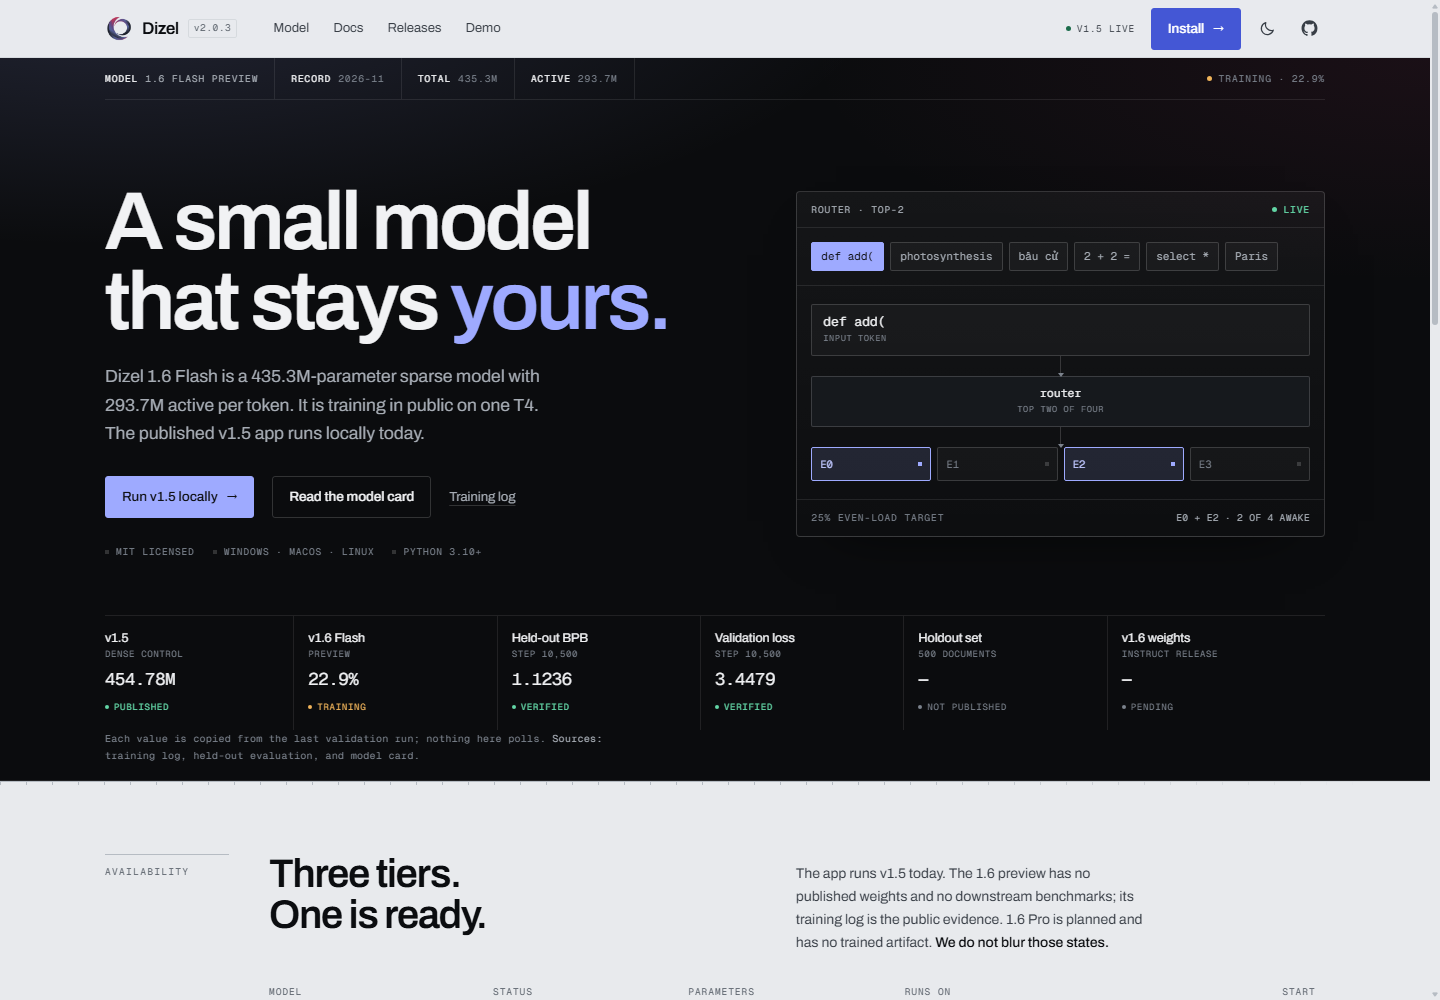 Dizel v2.0.3 Model Docs Releases Demo V1.5 LIVE Install →
MODEL 1.6 FLASH PREVIEW RECORD 2026-11 TOTAL 435.3M ACTIVE 293.7M TRAINING · 22.9%
A small model
that stays yours.
Dizel 1.6 Flash is a 435.3M-parameter sparse model with
293.7M active per token. It is training in public on one T4.
The published v1.5 app runs locally today.
Run v1.5 locally → Read the model card Training log
MIT LICENSED WINDOWS · MACOS · LINUX PYTHON 3.10+
ROUTER · TOP-2 LIVE
def add( photosynthesis bầu cử 2 + 2 = select * Paris
def add(
INPUT TOKEN
router
TOP TWO OF FOUR
E0 E1 E2 E3
25% EVEN-LOAD TARGET E0 + E2 · 2 OF 4 AWAKE
v1.5 v1.6 Flash Held-out BPB Validation loss Holdout set v1.6 weights
DENSE CONTROL PREVIEW STEP 10,500 STEP 10,500 500 DOCUMENTS INSTRUCT RELEASE
454.78M 22.9% 1.1236 3.4479 — —
PUBLISHED TRAINING VERIFIED VERIFIED NOT PUBLISHED PENDING
Each value is copied from the last validation run; nothing here polls. Sources:
training log, held-out evaluation, and model card.
AVAILABILITY
Three tiers.
One is ready.
The app runs v1.5 today. The 1.6 preview has no
published weights and no downstream benchmarks; its
training log is the public evidence. 1.6 Pro is planned and
has no trained artifact. We do not blur those states.
MODEL STATUS PARAMETERS RUNS ON START